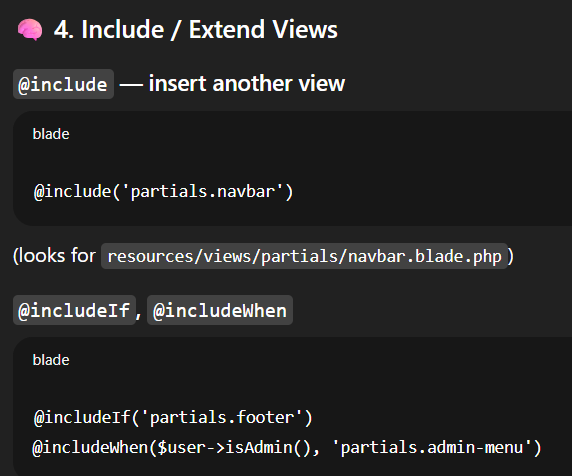 🧠 4. Include / Extend Views
@include — insert another view
blade
@include('partials.navbar')
(looks for resources/views/partials/navbar.blade.php)
@includeIf, @includeWhen
blade
@includeIf('partials.footer')
@includeWhen($user->isAdmin(), 'partials.admin-menu')